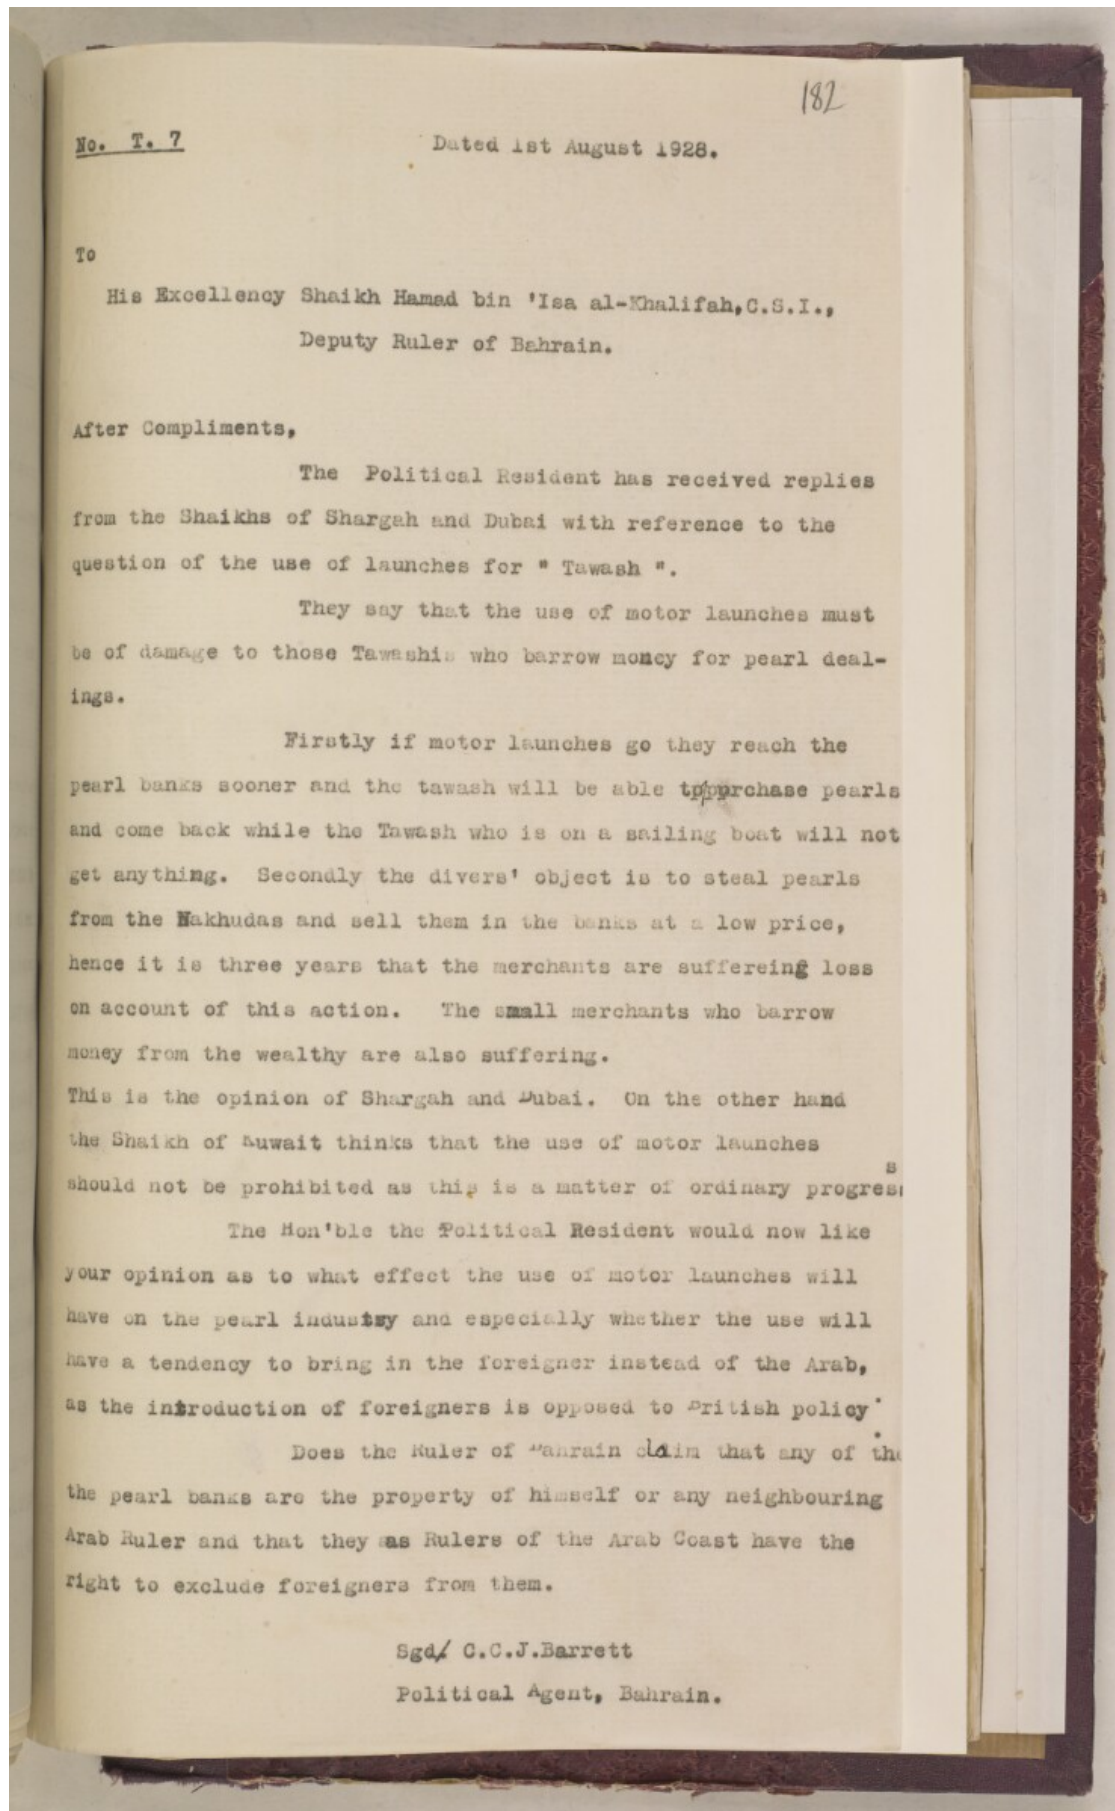 182
No. T. 7 Dated 1st August 1928.
To
His Excellency Shaikh Hamad bin 'Isa al-Khalifah,C.S.I.,
Deputy Ruler of Bahrain.
After Compliments,
The Political Resident has received replies
from the Shaikhs of Shargah and Dubai with reference to the
question of the use of launches for " Tawash ".
They say that the use of motor launches must
be of damage to those Tawashis who barrow money for pearl deal-
ings.
Firstly if motor launches go they reach the
pearl banks sooner and the tawash will be able to purchase pearls
and come back while the Tawash who is on a sailing boat will not
get anything. Secondly the divers' object is to steal pearls
from the Nakhudas and sell them in the banks at a low price,
hence it is three years that the merchants are suffereing loss
on account of this action. The small merchants who barrow
money from the wealthy are also suffering.
This is the opinion of Shargah and Dubai. On the other hand
the Shaikh of Kuwait thinks that the use of motor launches
should not be prohibited as this is a matter of ordinary progress
The Hon'ble the Political Resident would now like
your opinion as to what effect the use of motor launches will
have on the pearl industry and especially whether the use will
have a tendency to bring in the foreigner instead of the Arab,
as the introduction of foreigners is opposed to British policy.
Does the Ruler of Bahrain claim that any of the
the pearl banks are the property of himself or any neighbouring
Arab Ruler and that they as Rulers of the Arab Coast have the
right to exclude foreigners from them.
Sgd/ C.C.J.Barrett
Political Agent, Bahrain.